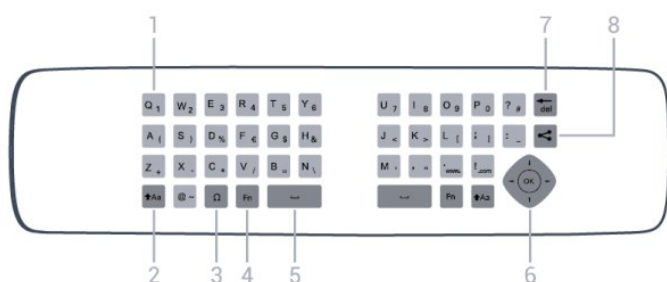 1 7 8
Q 1 W 2 E 3 R 4 T 5 Y 6 U 7 I 8 O 9 P 0 ? # del
A ( S ) D % F € G § H & J < K > L [ ; ] : _
Z + X - C * V / B = N \ M ' , " . www. ! .com
Aa @ ~ Ω Fn Fn Aa OK
2 3 4 5 6